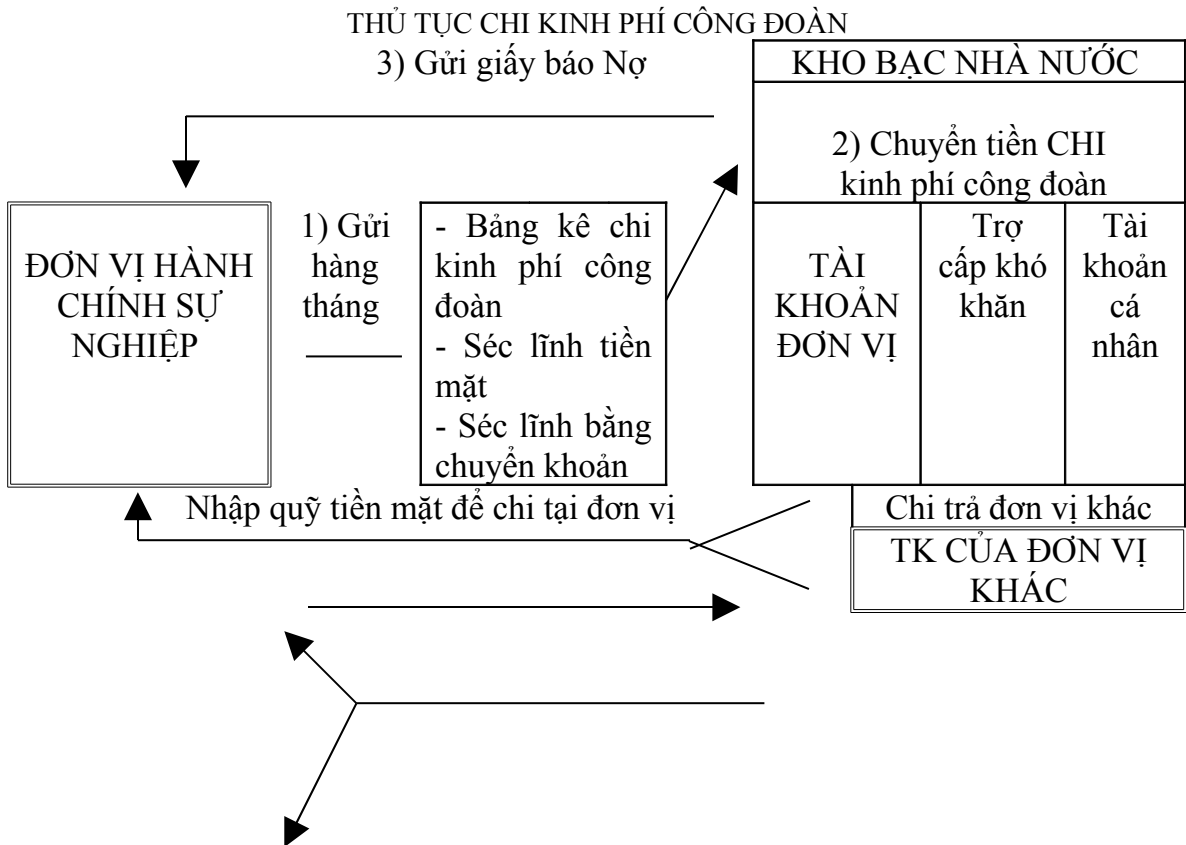 THỦ TỤC CHI KINH PHÍ CÔNG ĐOÀN
3) Gửi giấy báo Nợ
KHO BẠC NHÀ NƯỚC
2) Chuyển tiền CHI
kinh phí công đoàn
ĐƠN VỊ HÀNH
CHÍNH SỰ
NGHIỆP
1) Gửi
hàng
tháng
- Bảng kê chi
kinh phí công
đoàn
- Séc lĩnh tiền
mặt
- Séc lĩnh bằng
chuyển khoản
TÀI
KHOẢN
ĐƠN VỊ
Trợ
cấp khó
khăn
Tài
khoản
cá
nhân
Nhập quỹ tiền mặt để chi tại đơn vị
Chi trả đơn vị khác
TK CỦA ĐƠN VỊ
KHÁC